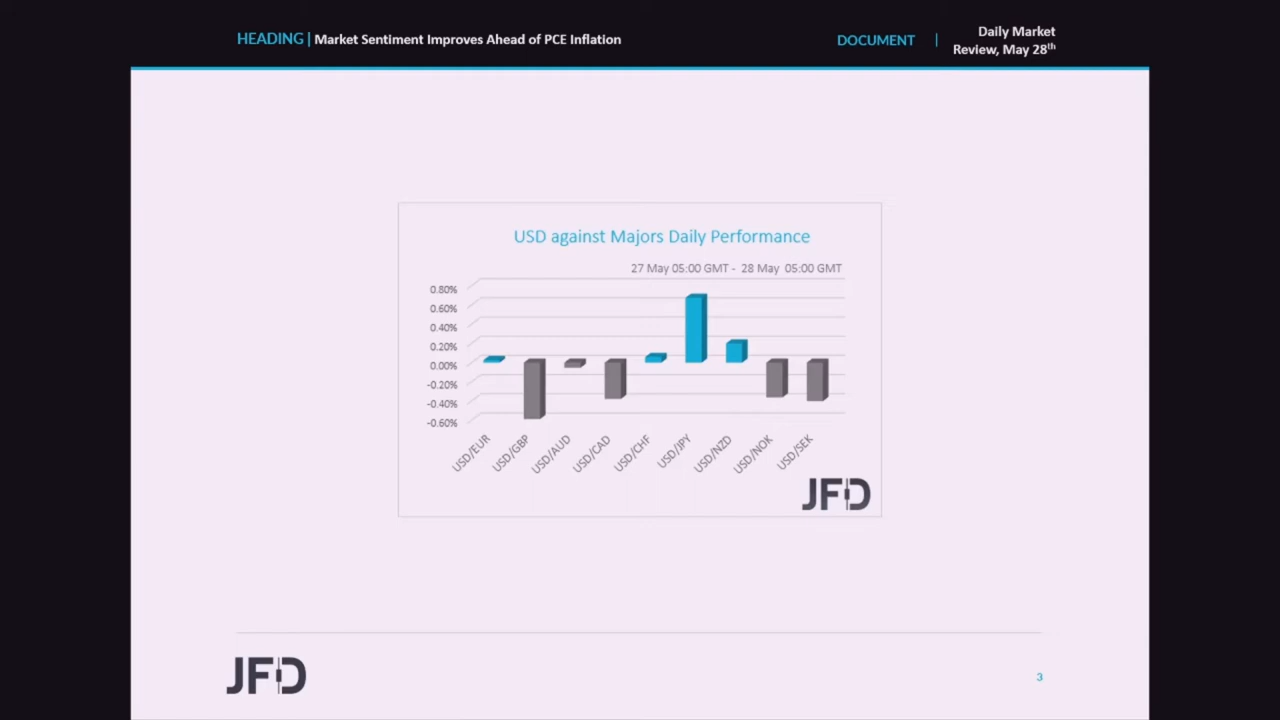 HEADING | Market Sentiment Improves Ahead of PCE Inflation
DOCUMENT | Daily Market
Review, May 28th
USD against Majors Daily Performance
27 May 05:00 GMT - 28 May 05:00 GMT
0.80%
0.60%
0.40%
0.20%
0.00%
-0.20%
-0.40%
-0.60%
USD/EUR
USD/GBP
USD/AUD
USD/CAD
USD/CHF
USD/JPY
USD/NZD
USD/NOK
USD/SEK
JFD
JFD
3